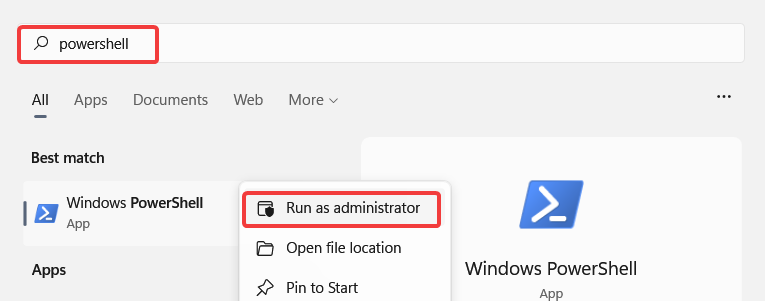 powershell
All Apps Documents Web More
Best match
Windows PowerShell
App
Apps
Run as administrator
Open file location
Pin to Start
Windows PowerShell
App